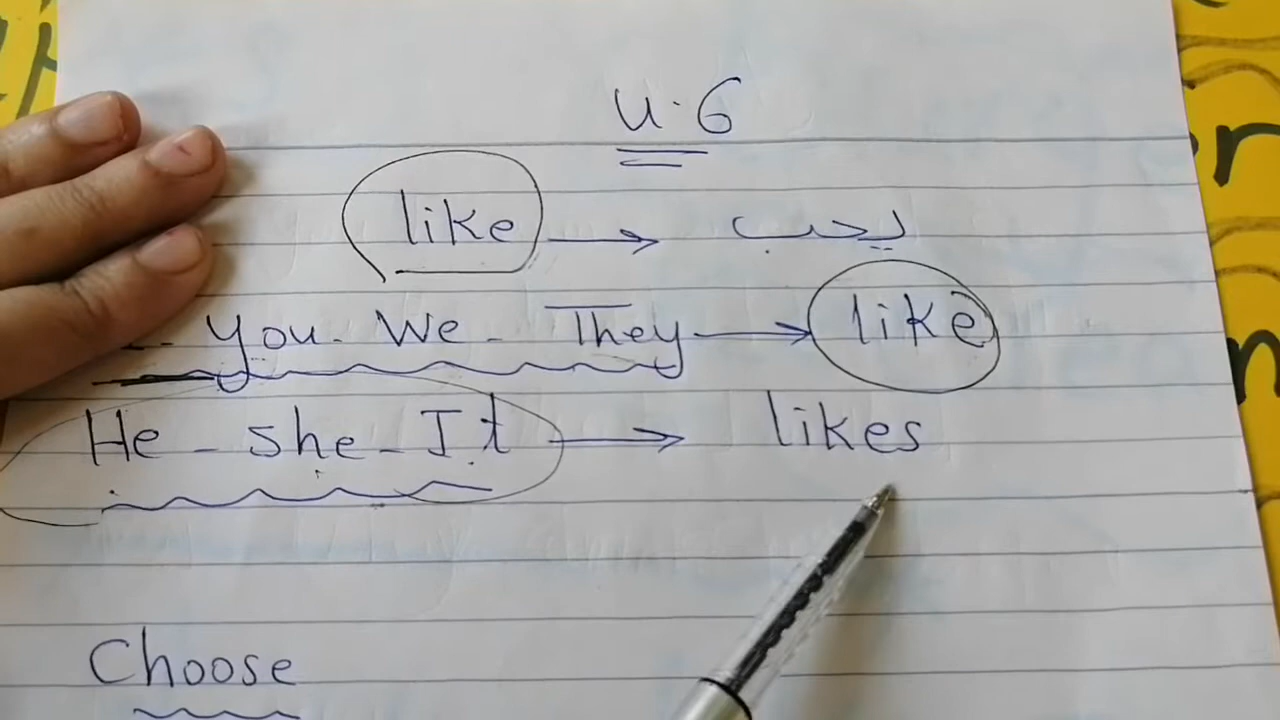 U.6
like → يحب
You - We - They → like
He - she - It → likes
Choose